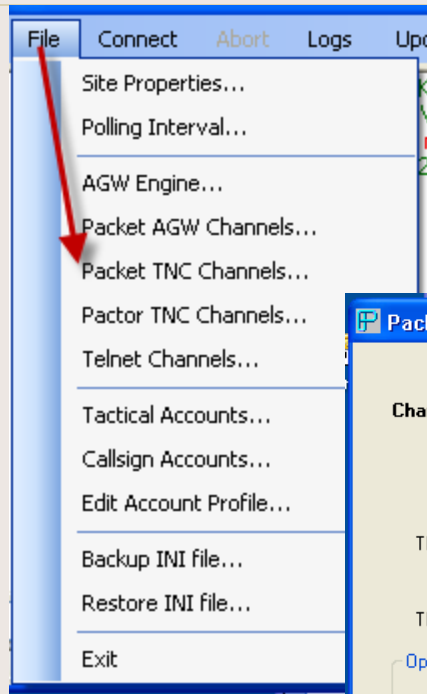 File Connect Abort Logs
Site Properties...
Polling Interval...
AGW Engine...
Packet AGW Channels...
Packet TNC Channels...
Pactor TNC Channels...
Telnet Channels...
Tactical Accounts...
Callsign Accounts...
Edit Account Profile...
Backup INI file...
Restore INI file...
Exit